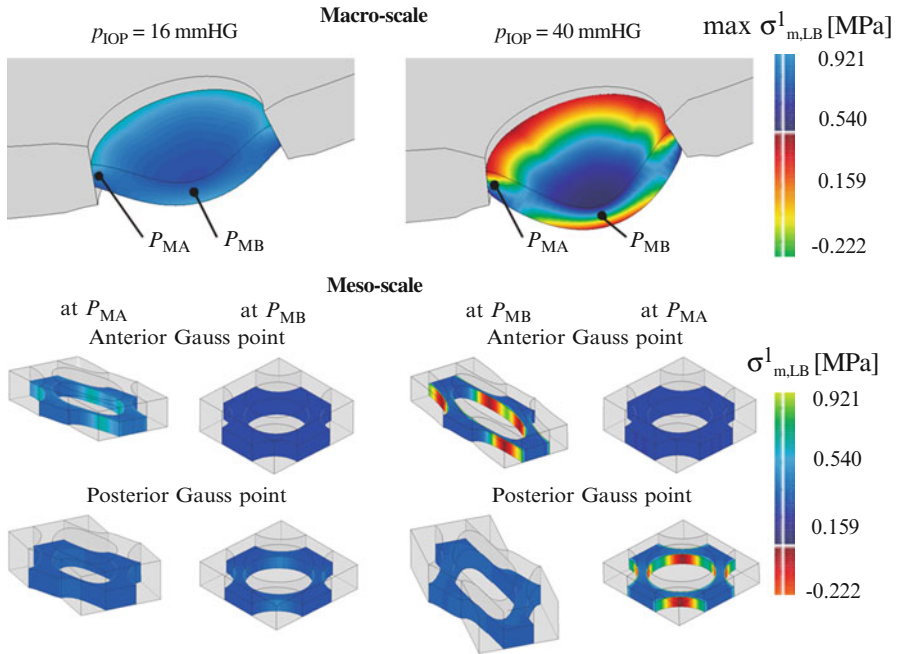 Macro-scale
p_IOP = 16 mmHG
p_IOP = 40 mmHG
max σ¹_m,LB [MPa]
0.921
0.540
0.159
-0.222
P_MA
P_MB
P_MA
P_MB
Meso-scale
at P_MA
at P_MB
at P_MB
at P_MA
Anterior Gauss point
Anterior Gauss point
σ¹_m,LB [MPa]
0.921
0.540
0.159
-0.222
Posterior Gauss point
Posterior Gauss point